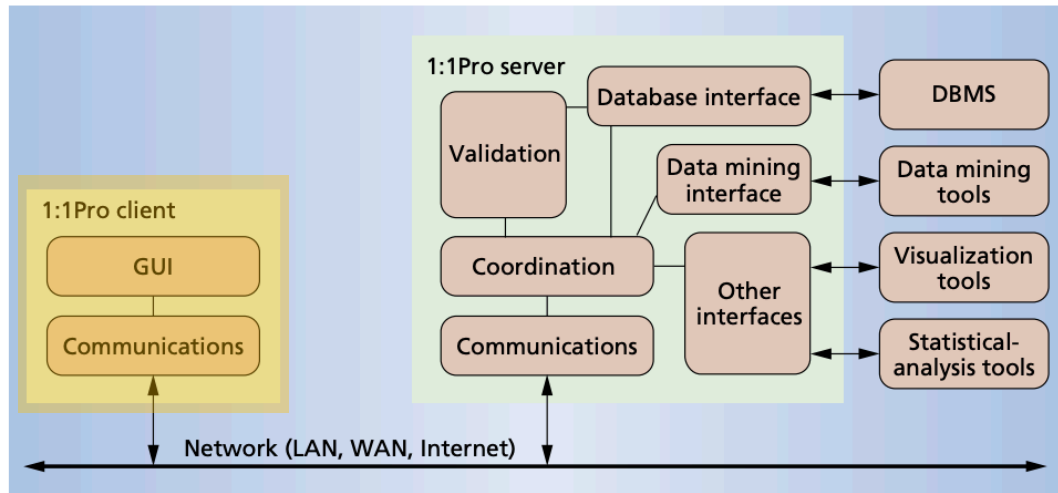 1:1Pro server
Database interface
DBMS
Validation
Data mining
interface
Data mining
tools
1:1Pro client
GUI
Coordination
Other
interfaces
Visualization
tools
Communications
Communications
Statistical-
analysis tools
Network (LAN, WAN, Internet)